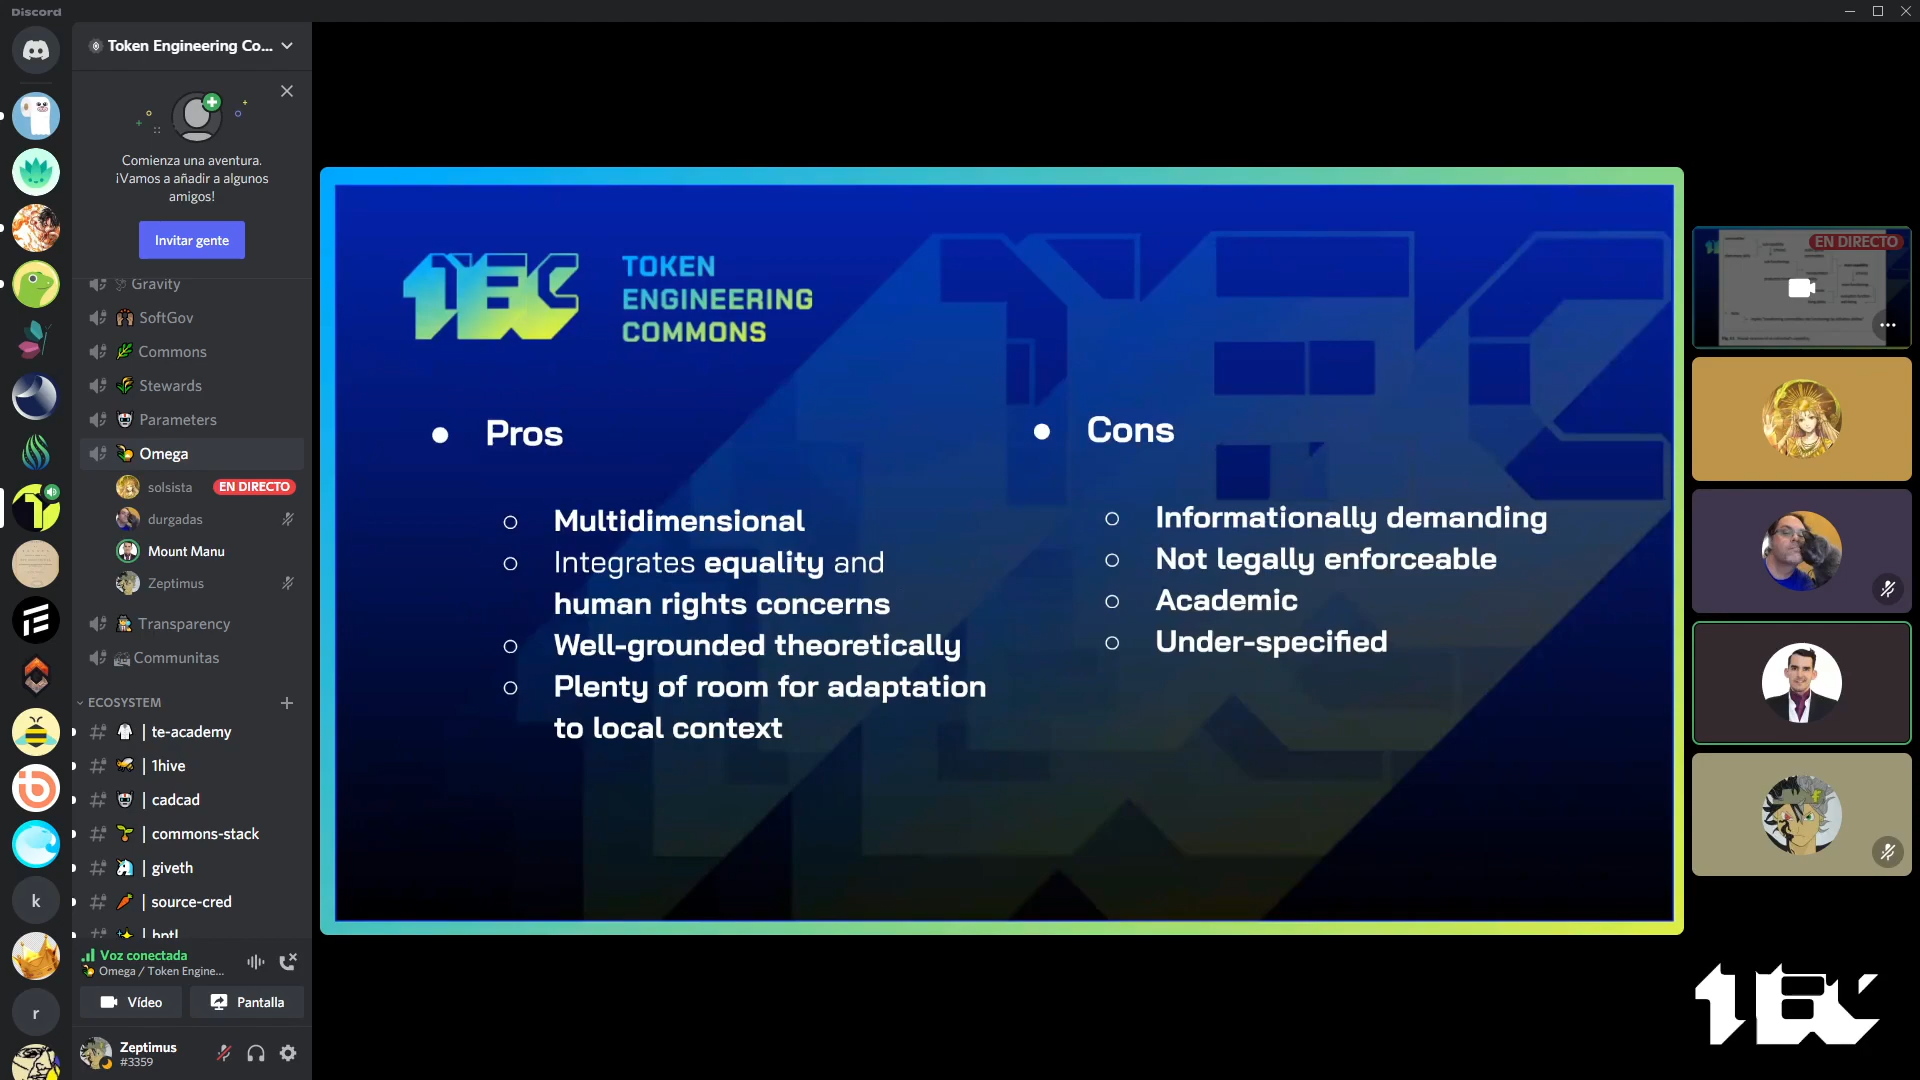 Discord
Token Engineering Co...
Comienza una aventura.
¡Vamos a añadir a algunos
amigos!
Invitar gente
Gravity
SoftGov
Commons
Stewards
Parameters
Omega
solsista EN DIRECTO
durgadas
Mount Manu
Zeptimus
Transparency
Communitas
ECOSYSTEM
| te-academy
| 1hive
| cadcad
| commons-stack
| giveth
| source-cred
Voz conectada
Omega / Token Engine...
Vídeo
Pantalla
Zeptimus
#3359
k
r
TEC
TOKEN
ENGINEERING
COMMONS
Pros
Multidimensional
Integrates equality and
human rights concerns
Well-grounded theoretically
Plenty of room for adaptation
to local context
Cons
Informationally demanding
Not legally enforceable
Academic
Under-specified
EN DIRECTO
TEC